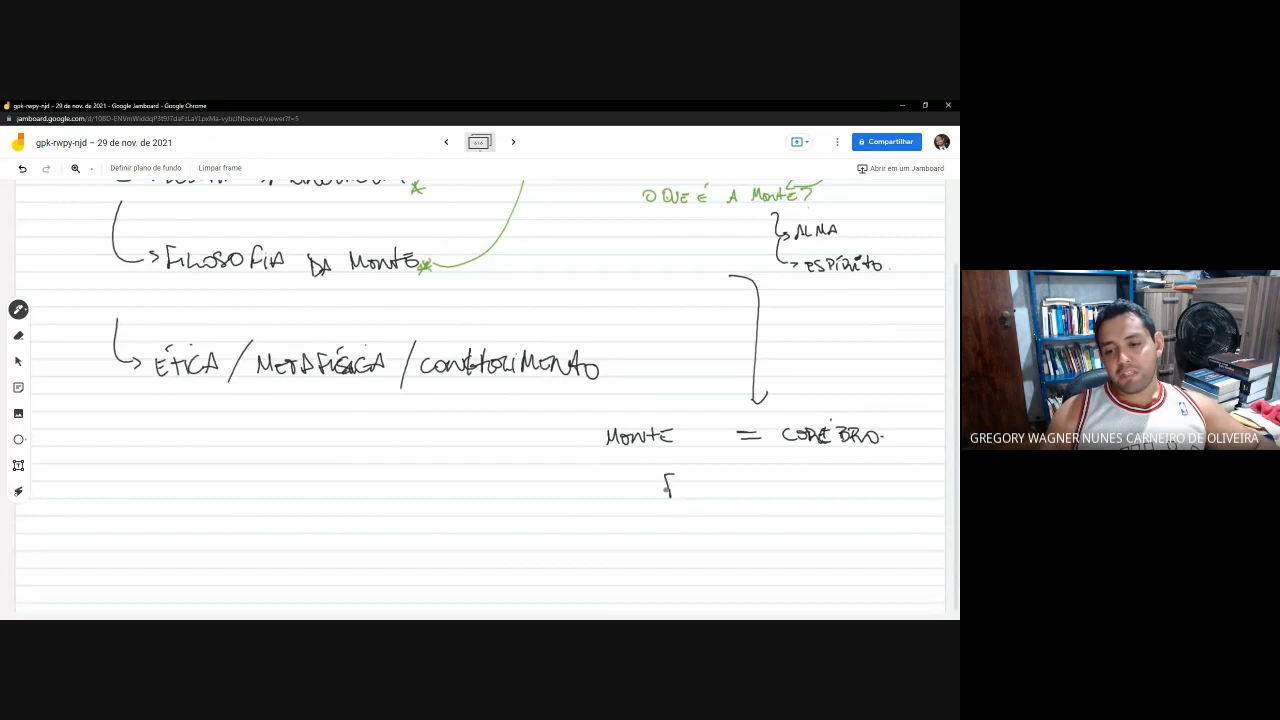 gpk-rwpy-njd – 29 de nov. de 2021 - Google Jamboard - Google Chrome
gpk-rwpy-njd – 29 de nov. de 2021
Compartilhar
Definir plano de fundo
Limpar frame
Abrir em um Jamboard
O QUE É A MENTE?
ALMA
FILOSOFIA DA MENTE
ESPÍRITO
ÉTICA / METAFÍSICA / CONHECIMENTO
MENTE = CÉREBRO.
F
GREGORY WAGNER NUNES CARNEIRO DE OLIVEIRA